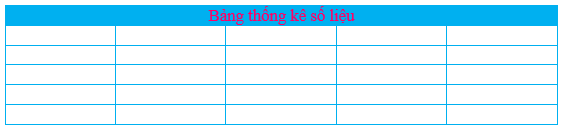 Bảng thống kê số liệu